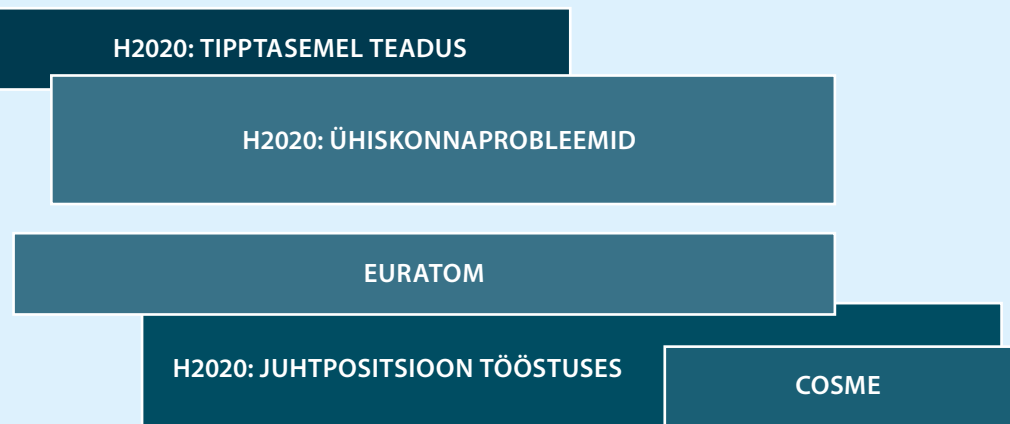 H2020: TIPPTASEMEL TEADUS
H2020: ÜHISKONNAPROBLEEMID
EURATOM
H2020: JUHTPOSITSIOON TÖÖSTUSES
COSME